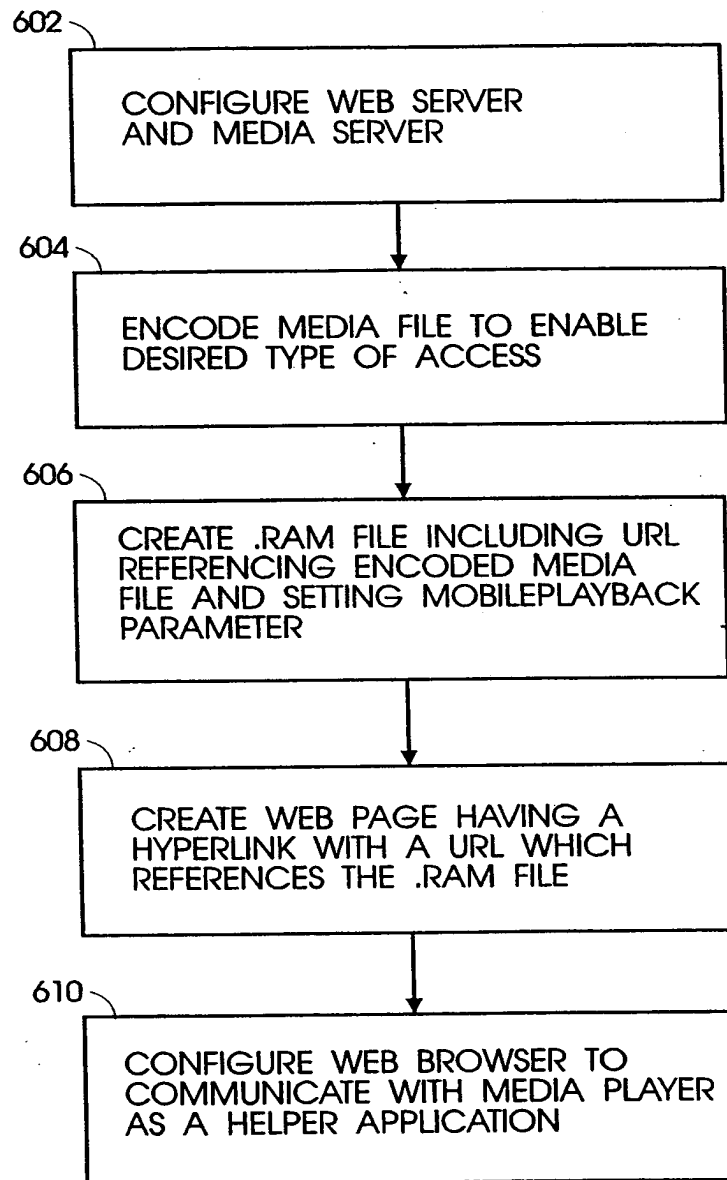 602
CONFIGURE WEB SERVER
AND MEDIA SERVER
604
ENCODE MEDIA FILE TO ENABLE
DESIRED TYPE OF ACCESS
606
CREATE .RAM FILE INCLUDING URL
REFERENCING ENCODED MEDIA
FILE AND SETTING MOBILEPLAYBACK
PARAMETER
608
CREATE WEB PAGE HAVING A
HYPERLINK WITH A URL WHICH
REFERENCES THE .RAM FILE
610
CONFIGURE WEB BROWSER TO
COMMUNICATE WITH MEDIA PLAYER
AS A HELPER APPLICATION